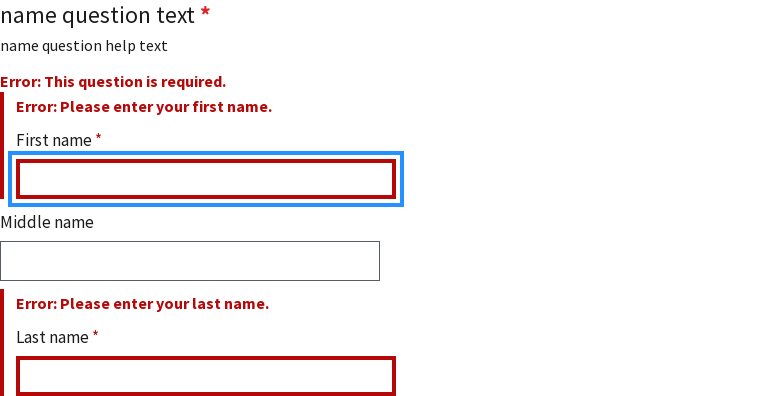 name question text *
name question help text
Error: This question is required.
Error: Please enter your first name.
First name *
Middle name
Error: Please enter your last name.
Last name *